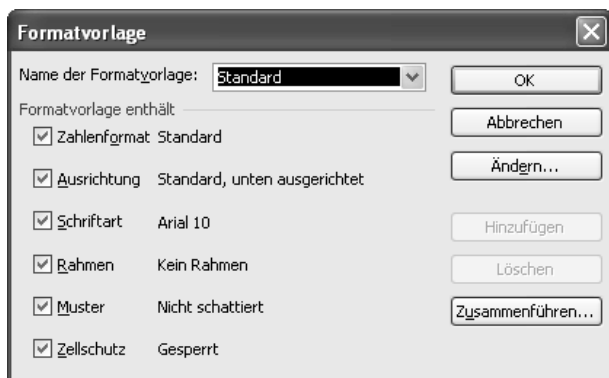 Formatvorlage
Name der Formatvorlage: Standard
OK
Formatvorlage enthält
Abbrechen
Zahlenformat Standard
Ändern...
Ausrichtung Standard, unten ausgerichtet
Schriftart Arial 10
Hinzufügen
Rahmen Kein Rahmen
Löschen
Muster Nicht schattiert
Zusammenführen...
Zellschutz Gesperrt